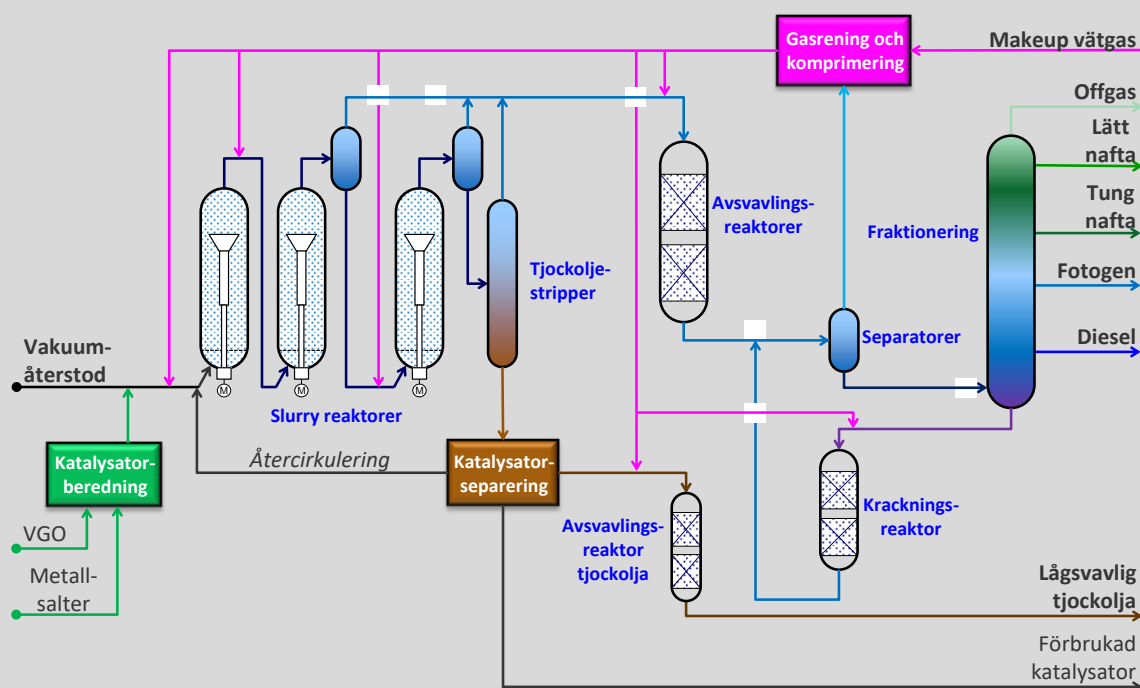 Gasrening och
komprimering
Makeup vätgas
Offgas
Lätt
nafta
Tung
nafta
Fotogen
Diesel
Avsvavlings-
reaktorer
Fraktionering
Tjockolje-
stripper
Separatorer
Vakuum-
återstod
M
M
M
Slurry reaktorer
Återcirkulering
Katalysator-
beredning
Katalysator-
separering
VGO
Metall-
salter
Avsvavlings-
reaktor
tjockolja
Kracknings-
reaktor
Lågsvavlig
tjockolja
Förbrukad
katalysator